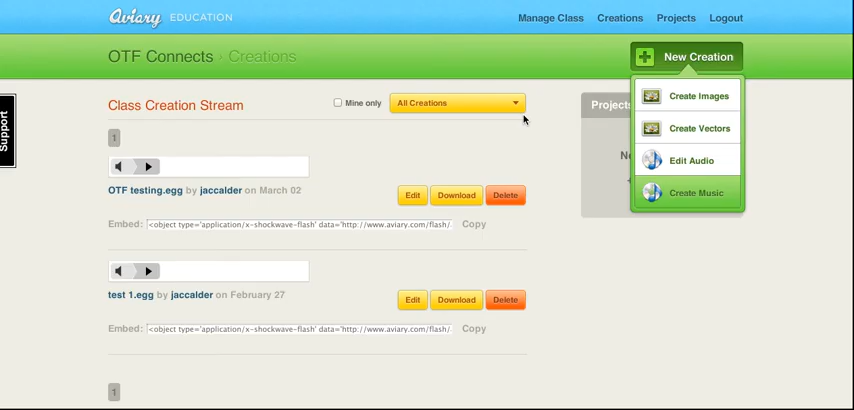 Aviary EDUCATION
Manage Class Creations Projects Logout
OTF Connects › Creations
New Creation
Create Images
Create Vectors
Edit Audio
Create Music
Support
Class Creation Stream
Mine only
All Creations
Projects
1
OTF testing.egg by jaccalder on March 02
Edit Download Delete
Embed: <object type='application/x-shockwave-flash' data='http://www.aviary.com/flash/ Copy
test 1.egg by jaccalder on February 27
Edit Download Delete
Embed: <object type='application/x-shockwave-flash' data='http://www.aviary.com/flash/ Copy
1